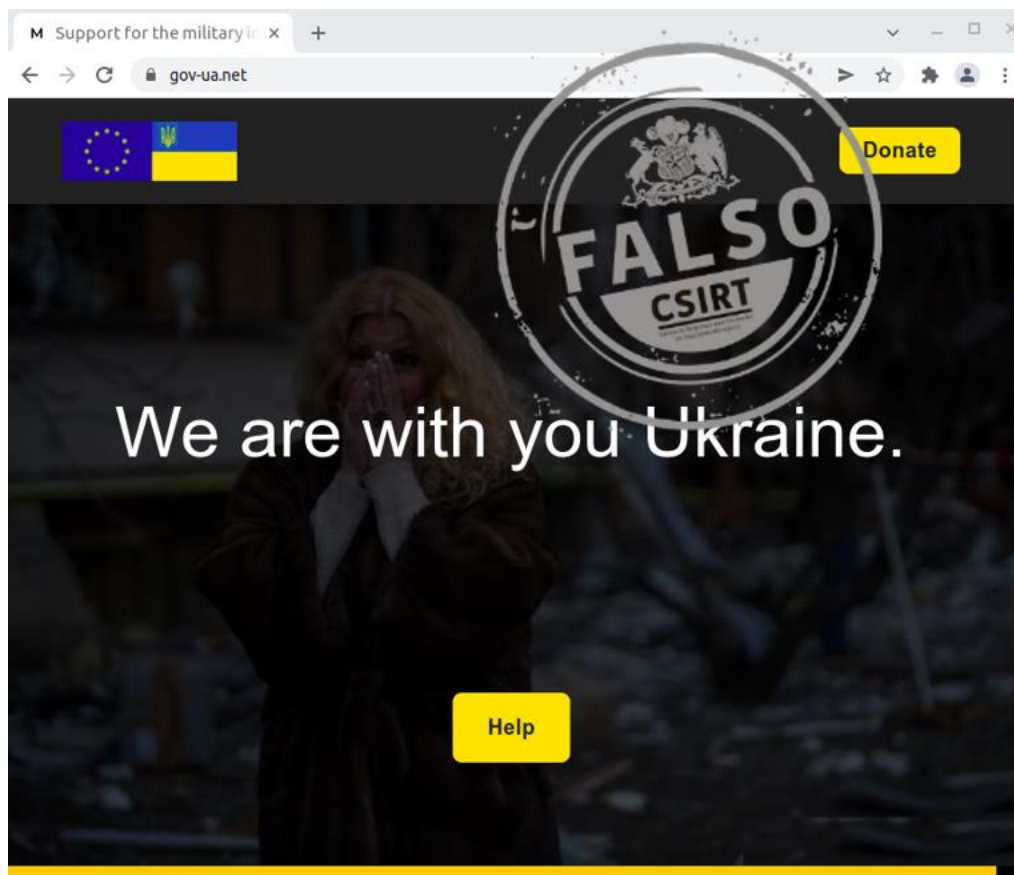 M Support for the military in
gov-ua.net
Donate
FALSO
CSIRT
We are with you Ukraine.
Help